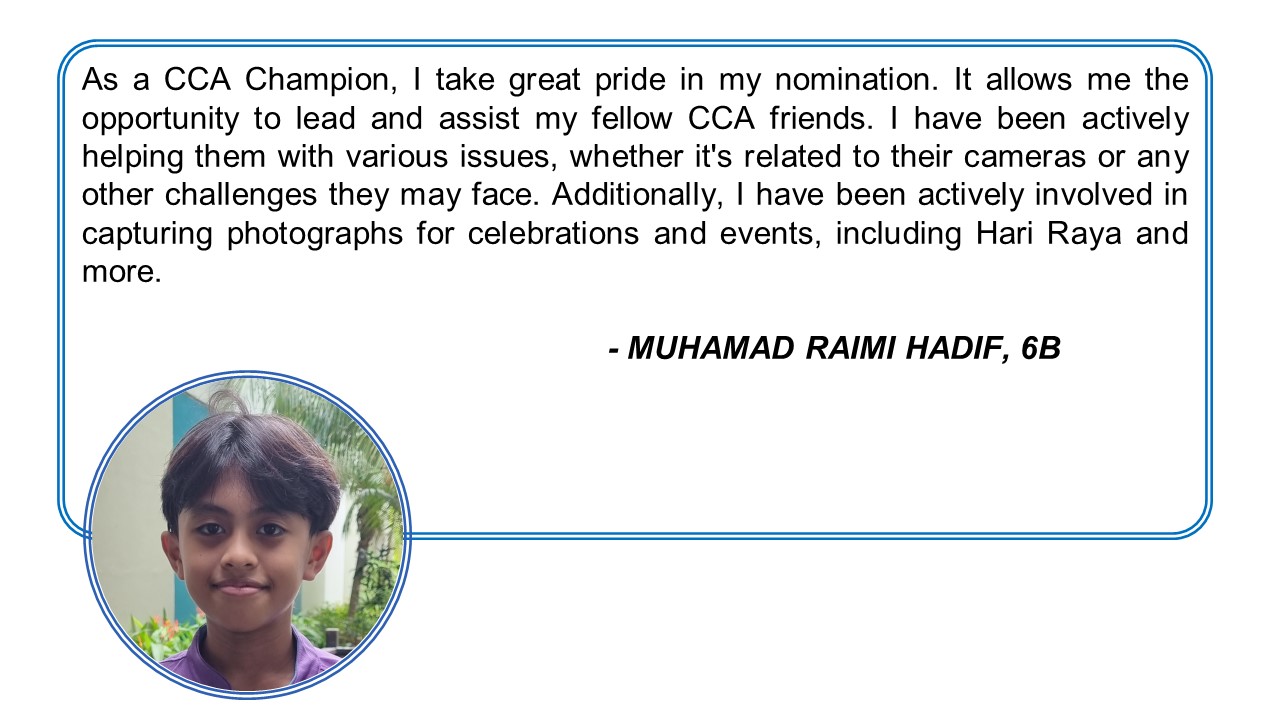 As a CCA Champion, I take great pride in my nomination. It allows me the
opportunity to lead and assist my fellow CCA friends. I have been actively
helping them with various issues, whether it's related to their cameras or any
other challenges they may face. Additionally, I have been actively involved in
capturing photographs for celebrations and events, including Hari Raya and
more.
- MUHAMAD RAIMI HADIF, 6B